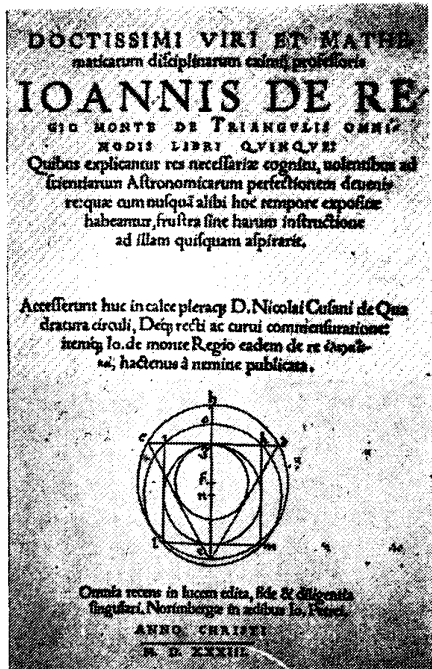 DOCTISSIMI VIRI ET MATHE
maticarum disciplinarum eximij professoris
IOANNIS DE RE
GIO MONTE DE TRIANGVLIS OMNI-
MODIS LIBRI QVINQVE:
Quibus explicantur res necessariæ cognitu, uolentibus ad
scientiarum Astronomicarum perfectionem deueni-
re: quæ cum nusquã alibi hoc tempore expositæ
habeantur, frustra sine harum instructione
ad illam quisquam aspirarit.
Accesserunt huc in calce pleraq; D. Nicolai Cusani de Qua
dratura circuli, Deq; recti ac curui commensuratione:
itemq; Io. de monte Regio eadem de re
, hactenus à nemine publicata.
h
e
c
i
k
d
g
f
n
l
m
Omnia recens in lucem edita, fide & diligentia
singulari. Norimbergæ in ædibus Io. Petrei.
ANNO CHRISTI
M. D. XXXIII.